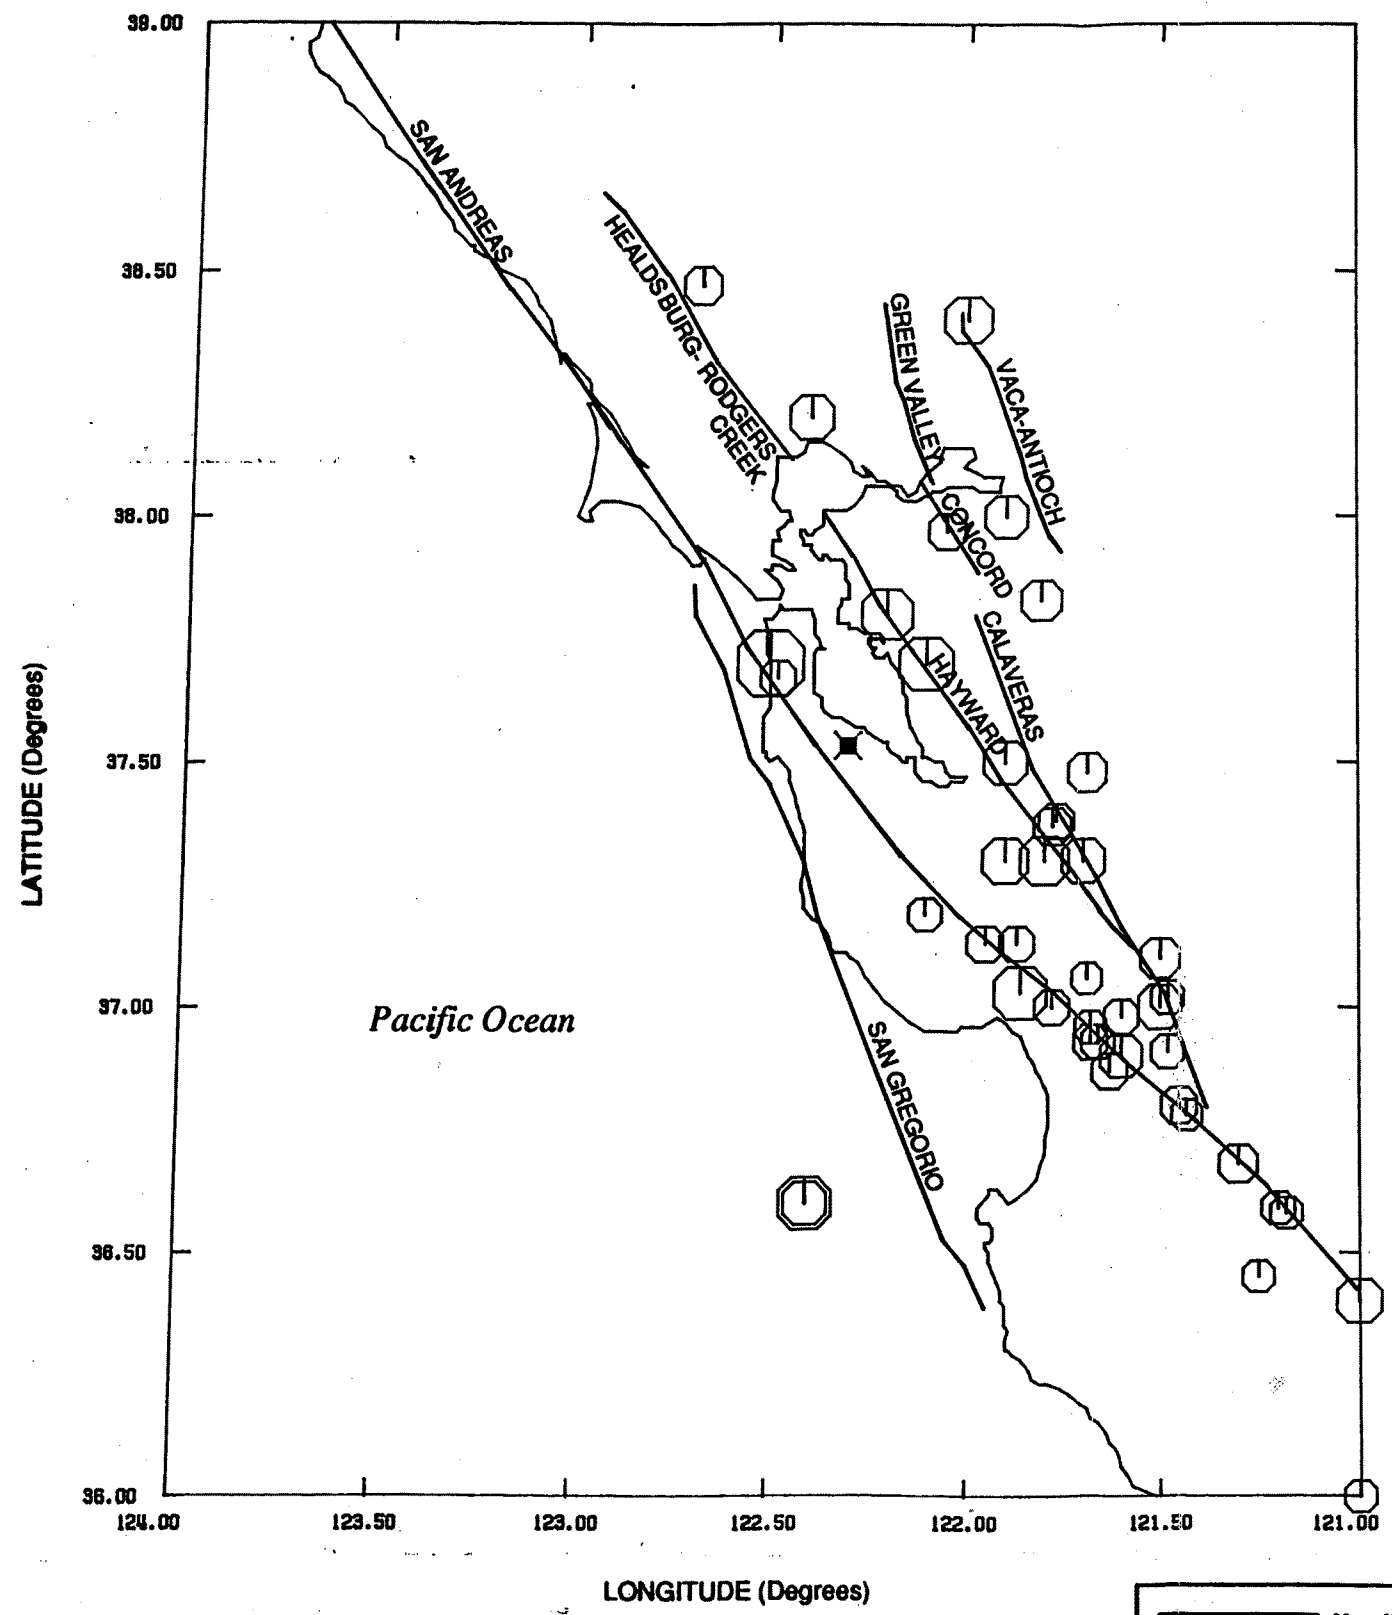 39.00
SAN ANDREAS
HEALDSBURG-RODGERS
CREEK
38.50
GREEN VALLEY
VACA-ANTIOCH
38.00
CONCORD
CALAVERAS
HAYWARD
LATITUDE (Degrees)
37.50
37.00
Pacific Ocean
SAN GREGORIO
36.50
36.00
124.00 123.50 123.00 122.50 122.00 121.50 121.00
LONGITUDE (Degrees)